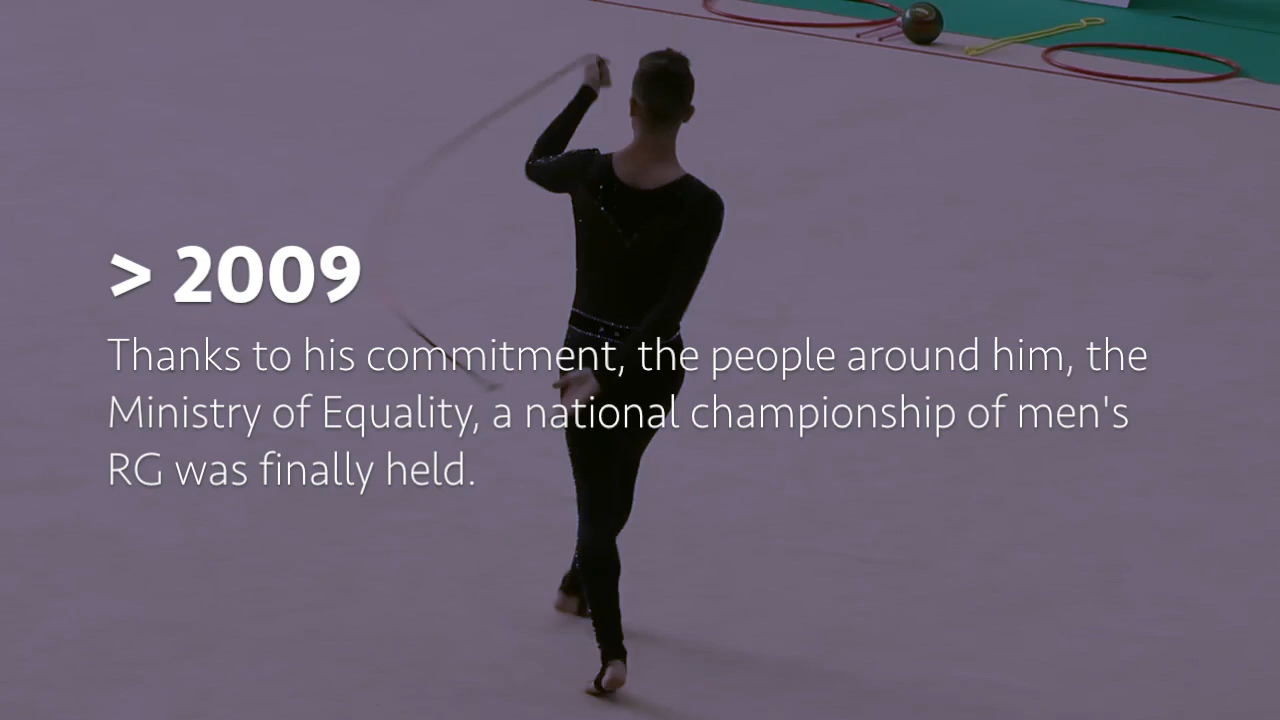 > 2009
Thanks to his commitment, the people around him, the
Ministry of Equality, a national championship of men's
RG was finally held.